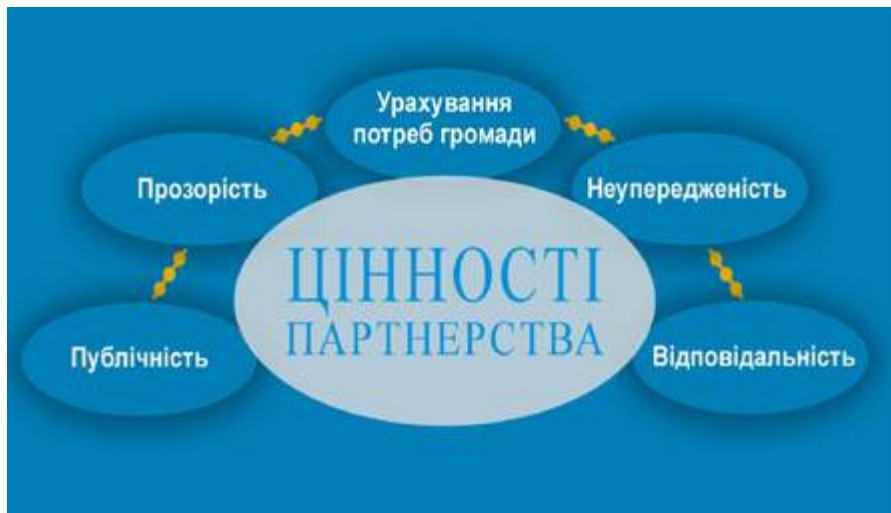 Урахування
потреб громади
Прозорість
Неупередженість
ЦІННОСТІ
ПАРТНЕРСТВА
Публічність
Відповідальність